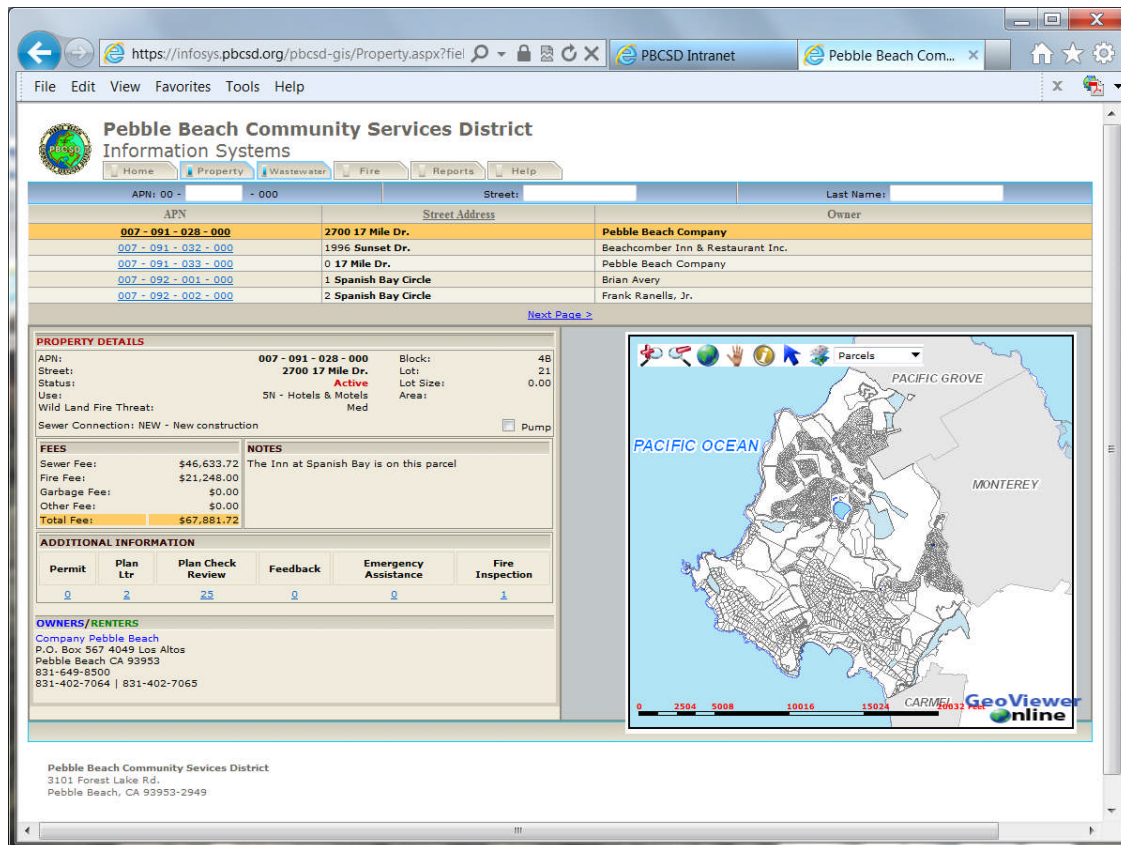 https://infosys.pbcsd.org/pbcsd-gis/Property.aspx?fiel
PBCSD Intranet
Pebble Beach Com...
File Edit View Favorites Tools Help
PBCSD
Pebble Beach Community Services District
Information Systems
Home Property Wastewater Fire Reports Help
APN: 00 - - 000 Street: Last Name:
APN Street Address Owner
007 - 091 - 028 - 000 2700 17 Mile Dr. Pebble Beach Company
007 - 091 - 032 - 000 1996 Sunset Dr. Beachcomber Inn & Restaurant Inc.
007 - 091 - 033 - 000 0 17 Mile Dr. Pebble Beach Company
007 - 092 - 001 - 000 1 Spanish Bay Circle Brian Avery
007 - 092 - 002 - 000 2 Spanish Bay Circle Frank Ranells, Jr.
Next Page >
PROPERTY DETAILS
APN: 007 - 091 - 028 - 000 Block: 4B
Street: 2700 17 Mile Dr. Lot: 21
Status: Active Lot Size: 0.00
Use: 5N - Hotels & Motels Area:
Wild Land Fire Threat: Med
Sewer Connection: NEW - New construction Pump
FEES NOTES
Sewer Fee: $46,633.72 The Inn at Spanish Bay is on this parcel
Fire Fee: $21,248.00
Garbage Fee: $0.00
Other Fee: $0.00
Total Fee: $67,881.72
ADDITIONAL INFORMATION
Permit Plan Ltr Plan Check Review Feedback Emergency Assistance Fire Inspection
0 2 25 0 0 1
OWNERS/RENTERS
Company Pebble Beach
P.O. Box 567 4049 Los Altos
Pebble Beach CA 93953
831-649-8500
831-402-7064 | 831-402-7065
Parcels
PACIFIC GROVE
PACIFIC OCEAN
MONTEREY
CARMEL
0 2504 5008 10016 15024 20032 Feet
GeoViewer
Online
Pebble Beach Community Sevices District
3101 Forest Lake Rd.
Pebble Beach, CA 93953-2949